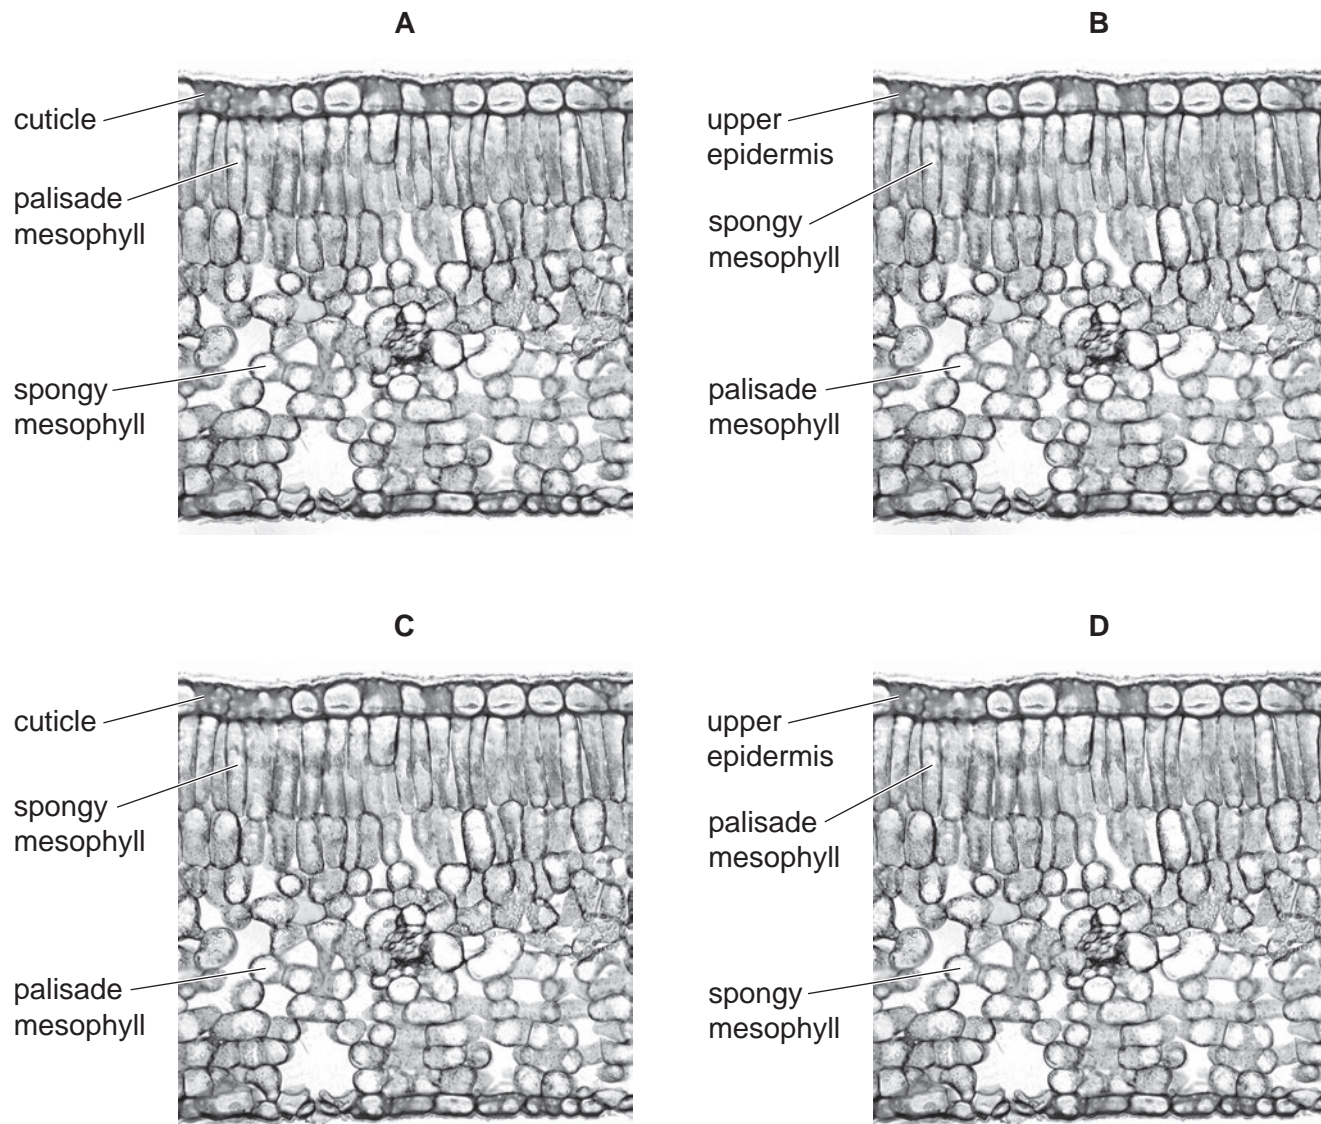 A
cuticle
palisade
mesophyll
spongy
mesophyll
B
upper
epidermis
spongy
mesophyll
palisade
mesophyll
C
cuticle
spongy
mesophyll
palisade
mesophyll
D
upper
epidermis
palisade
mesophyll
spongy
mesophyll